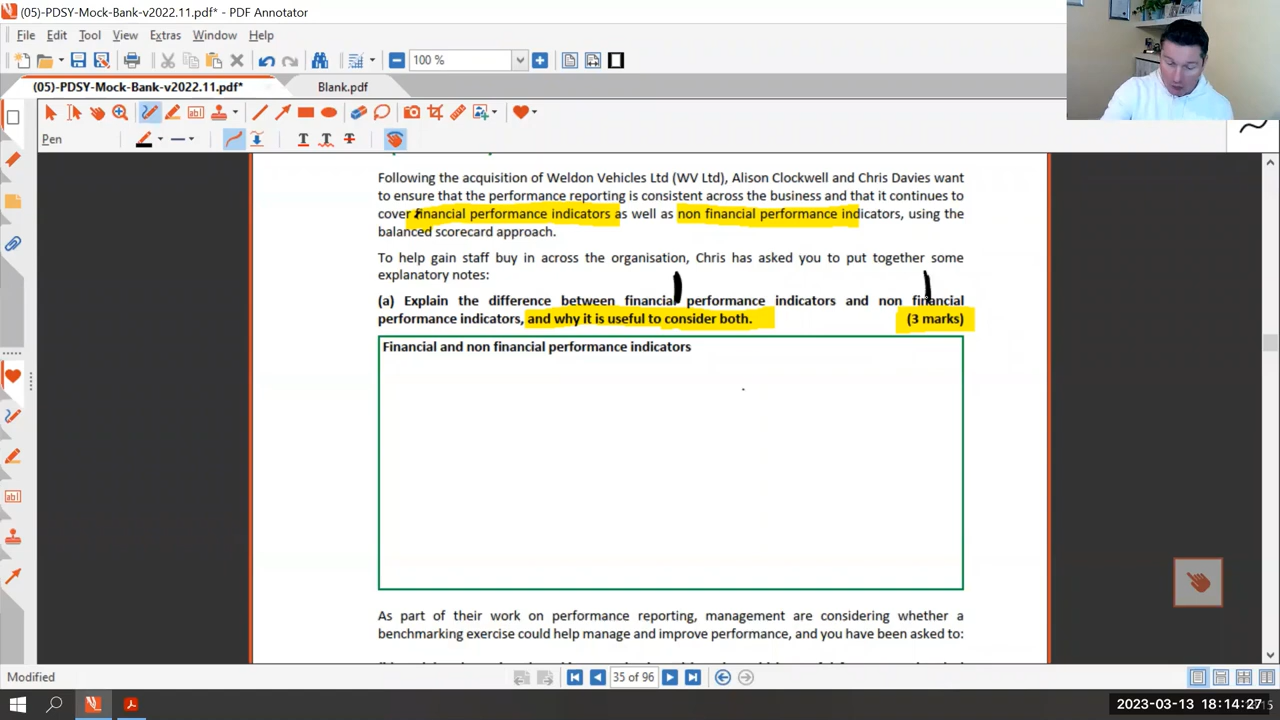 (05)-PDSY-Mock-Bank-v2022.11.pdf* - PDF Annotator
File Edit Tool View Extras Window Help
100 %
(05)-PDSY-Mock-Bank-v2022.11.pdf* Blank.pdf
Pen
Following the acquisition of Weldon Vehicles Ltd (WV Ltd), Alison Clockwell and Chris Davies want
to ensure that the performance reporting is consistent across the business and that it continues to
cover financial performance indicators as well as non financial performance indicators, using the
balanced scorecard approach.
To help gain staff buy in across the organisation, Chris has asked you to put together some
explanatory notes:
(a) Explain the difference between financial performance indicators and non financial
performance indicators, and why it is useful to consider both. (3 marks)
Financial and non financial performance indicators
As part of their work on performance reporting, management are considering whether a
benchmarking exercise could help manage and improve performance, and you have been asked to:
Modified
35 of 96
2023-03-13 18:14:27